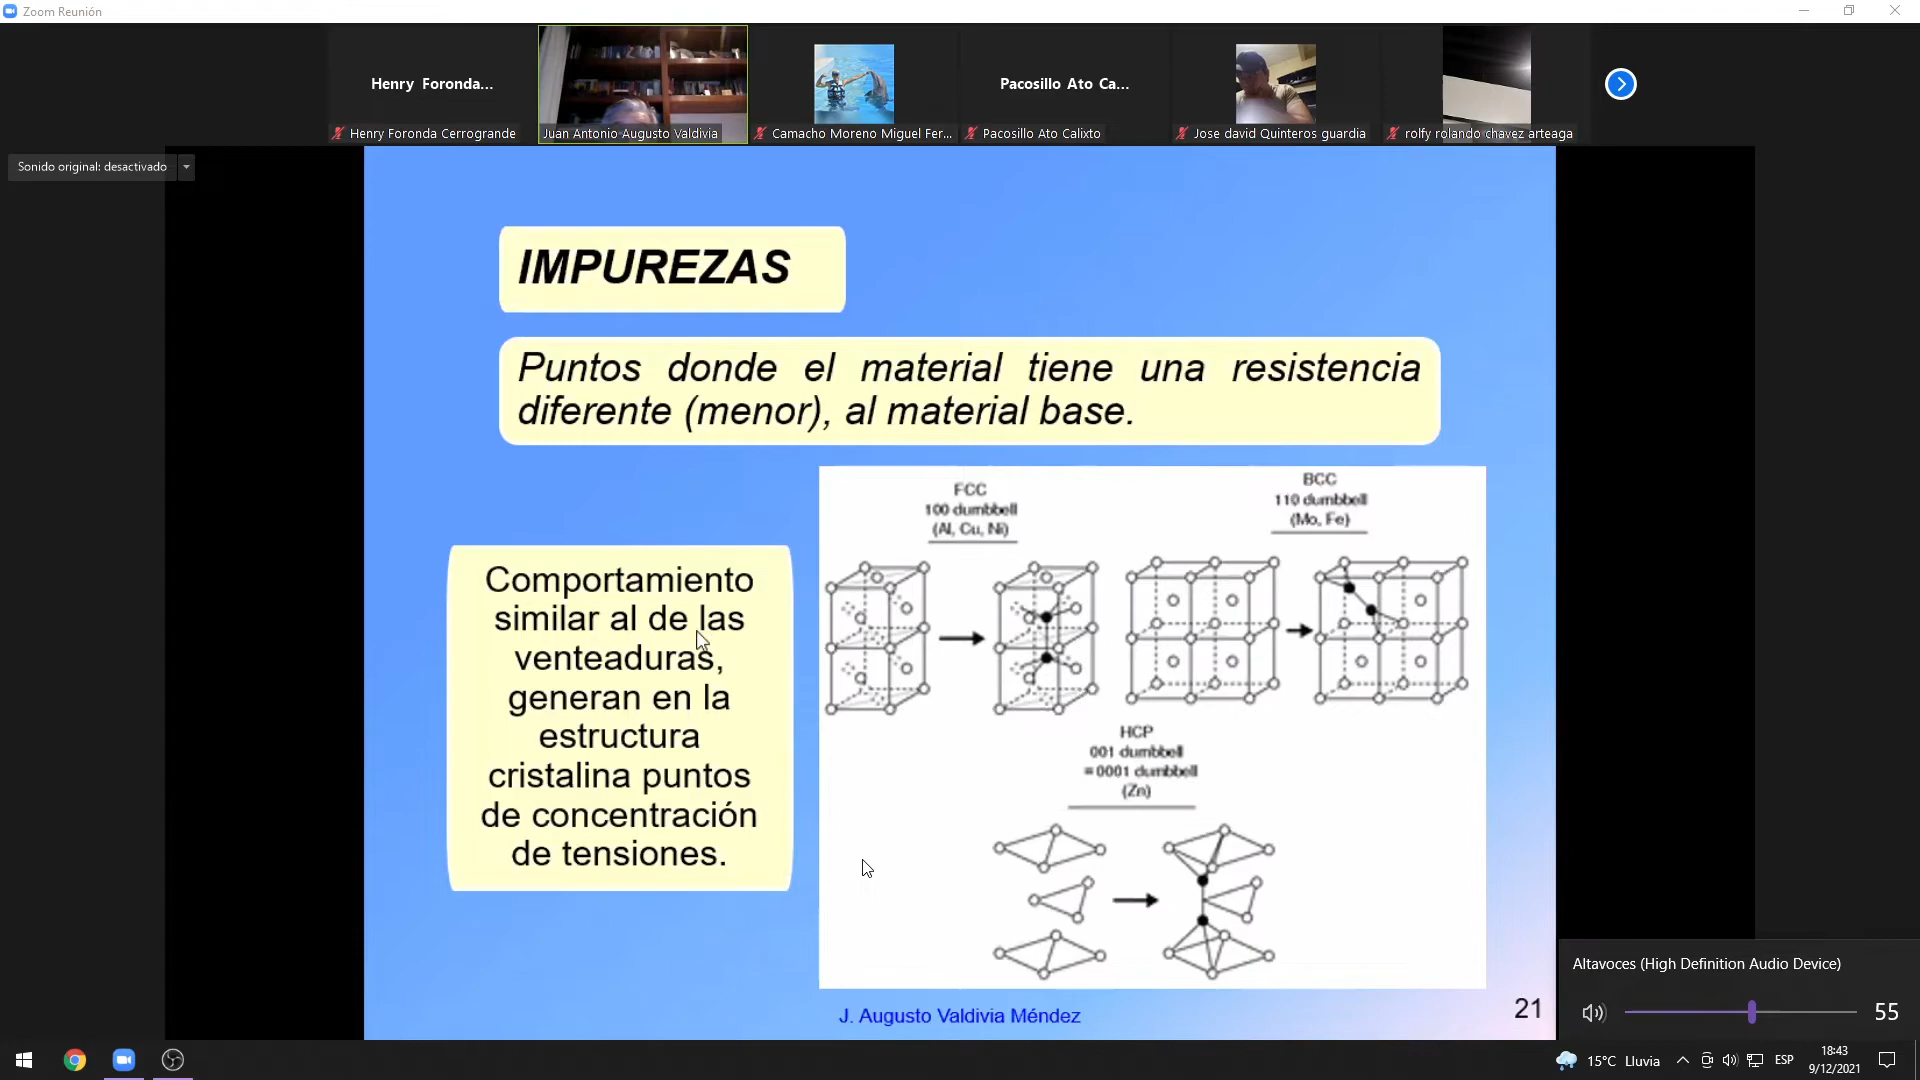 Zoom Reunión
Henry Foronda...
Pacosillo Ato Ca...
Henry Foronda Cerrogrande
Juan Antonio Augusto Valdivia
Camacho Moreno Miguel Fer...
Pacosillo Ato Calixto
Jose david Quinteros guardia
rolfy rolando chavez arteaga
Sonido original: desactivado
IMPUREZAS
Puntos donde el material tiene una resistencia
diferente (menor), al material base.
Comportamiento
similar al de las
venteaduras,
generan en la
estructura
cristalina puntos
de concentración
de tensiones.
FCC
100 dumbbell
(Al, Cu, Ni)
BCC
110 dumbbell
(Mo, Fe)
HCP
001 dumbbell
=0001 dumbbell
(Zn)
J. Augusto Valdivia Méndez
21
Altavoces (High Definition Audio Device)
55
15°C Lluvia
ESP
18:43
9/12/2021